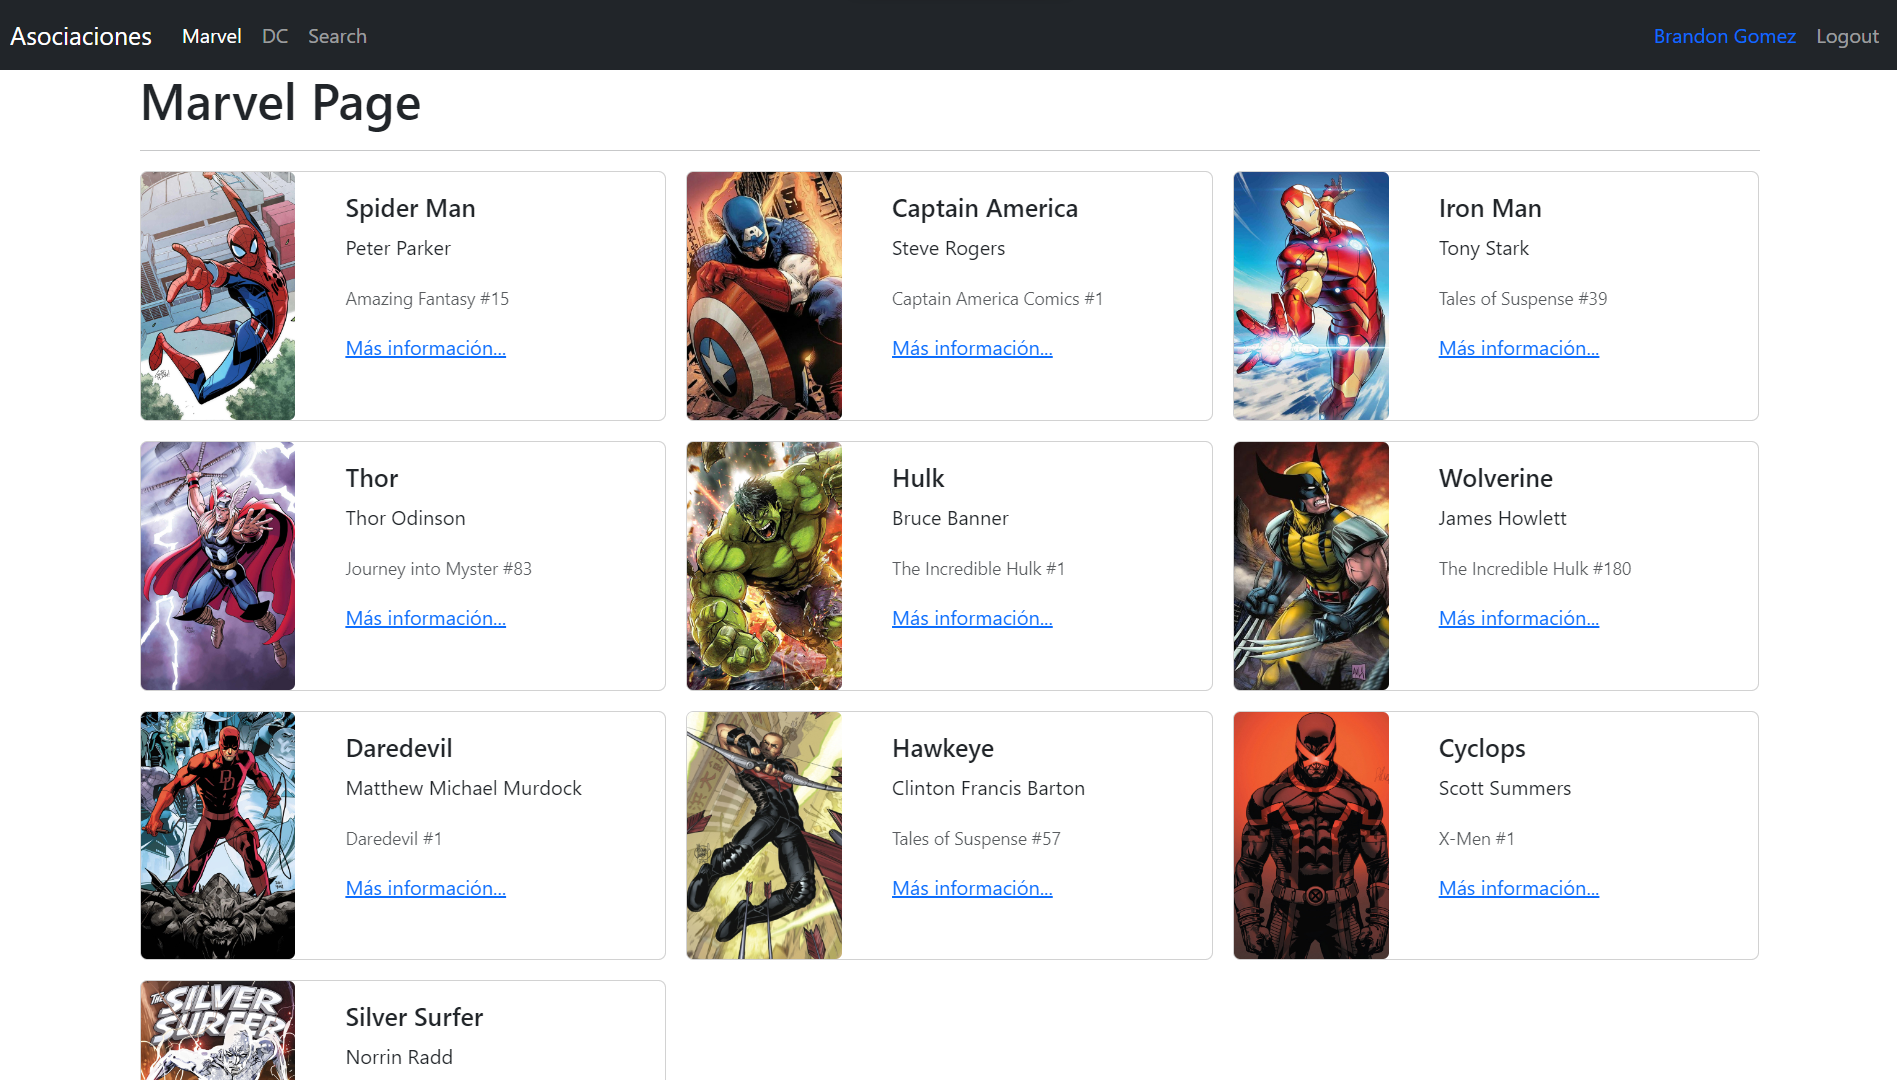 Asociaciones Marvel DC Search Brandon Gomez Logout
Marvel Page
Spider Man
Peter Parker
Amazing Fantasy #15
Más información...
Captain America
Steve Rogers
Captain America Comics #1
Más información...
Iron Man
Tony Stark
Tales of Suspense #39
Más información...
Thor
Thor Odinson
Journey into Myster #83
Más información...
Hulk
Bruce Banner
The Incredible Hulk #1
Más información...
Wolverine
James Howlett
The Incredible Hulk #180
Más información...
DD
Daredevil
Matthew Michael Murdock
Daredevil #1
Más información...
Hawkeye
Clinton Francis Barton
Tales of Suspense #57
Más información...
Cyclops
Scott Summers
X-Men #1
Más información...
THE SILVER
SURFER
Silver Surfer
Norrin Radd